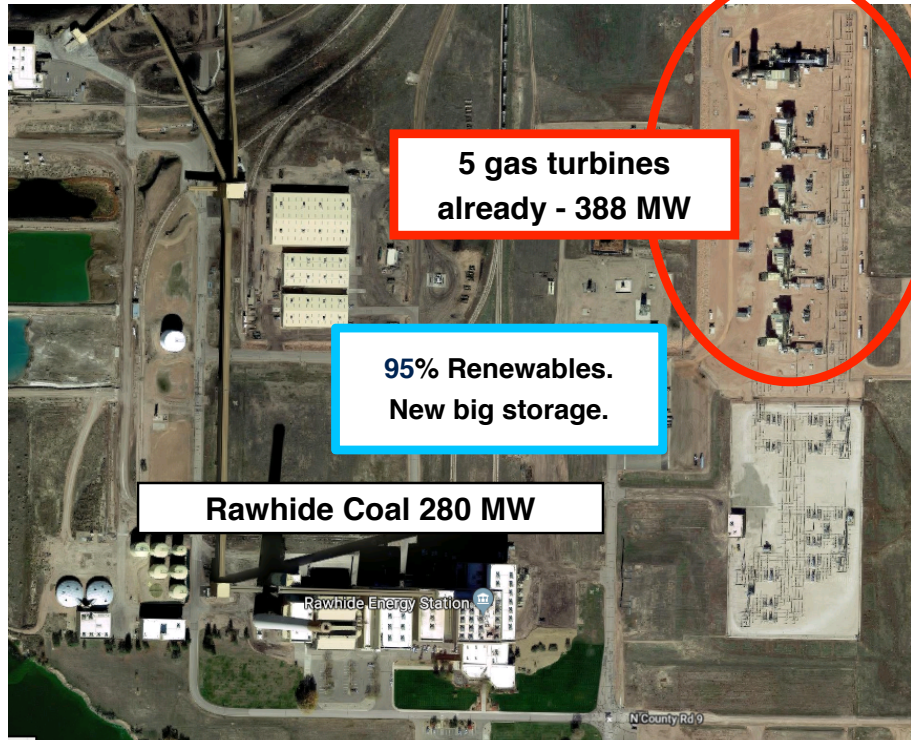 5 gas turbines
already - 388 MW
95% Renewables.
New big storage.
Rawhide Coal 280 MW
Rawhide Energy Station
N County Rd 9